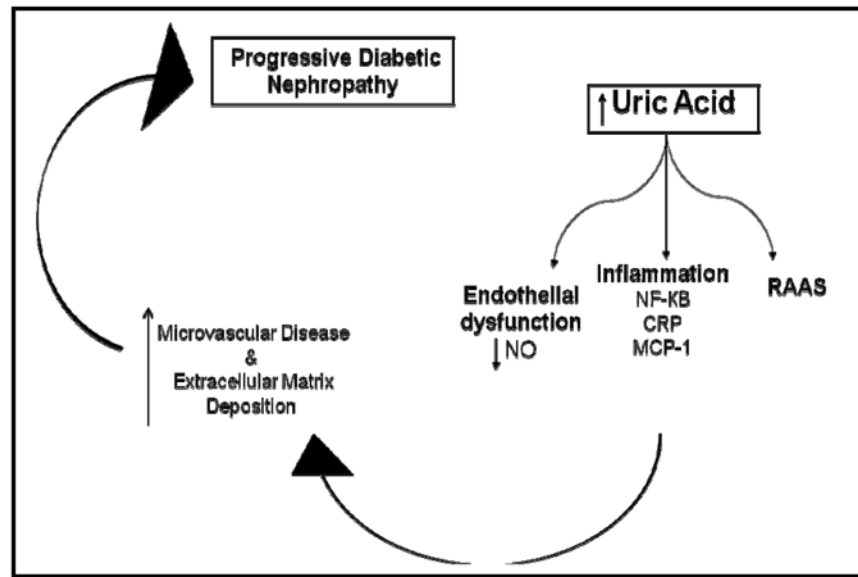 Progressive Diabetic
Nephropathy
↑ Uric Acid
Endothelial
dysfunction
↓ NO
Inflammation
NF-KB
CRP
MCP-1
RAAS
↑ Microvascular Disease
&
Extracellular Matrix
Deposition